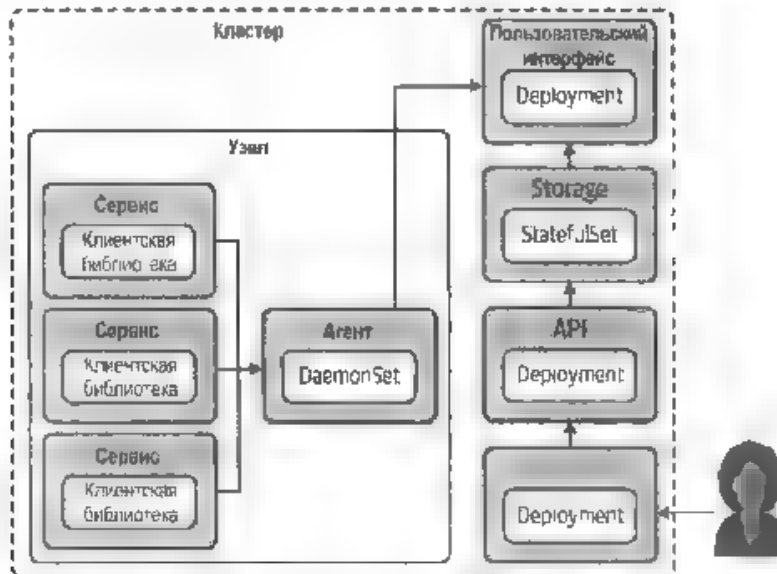 Кластер
Узел
Сервис
Клиентская
библиотека
Сервис
Клиентская
библиотека
Сервис
Клиентская
библиотека
Агент
DaemonSet
Пользовательский
интерфейс
Deployment
Storage
StatefulSet
API
Deployment
Deployment